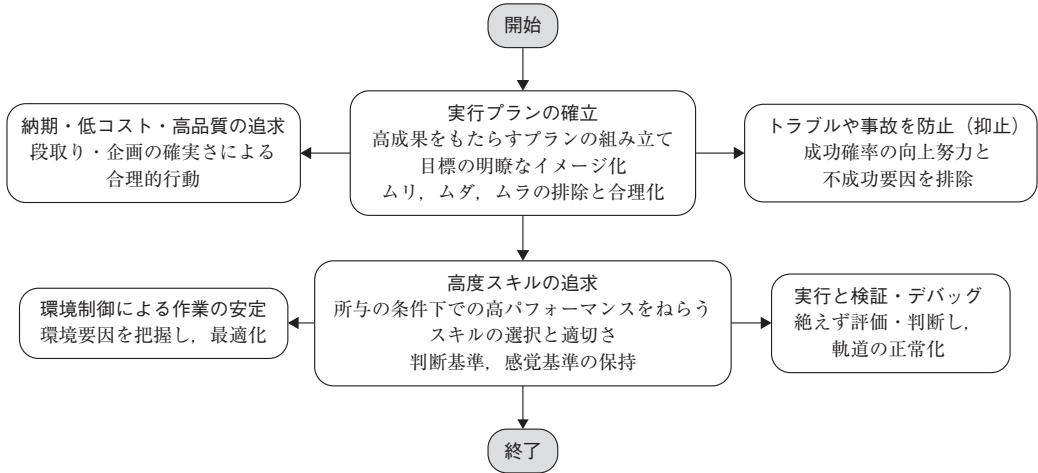 開始
実行プランの確立
高成果をもたらすプランの組み立て
目標の明瞭なイメージ化
ムリ，ムダ，ムラの排除と合理化
納期・低コスト・高品質の追求
段取り・企画の確実さによる
合理的行動
トラブルや事故を防止（抑止）
成功確率の向上努力と
不成功要因を排除
高度スキルの追求
所与の条件下での高パフォーマンスをねらう
スキルの選択と適切さ
判断基準，感覚基準の保持
環境制御による作業の安定
環境要因を把握し，最適化
実行と検証・デバッグ
絶えず評価・判断し，
軌道の正常化
終了